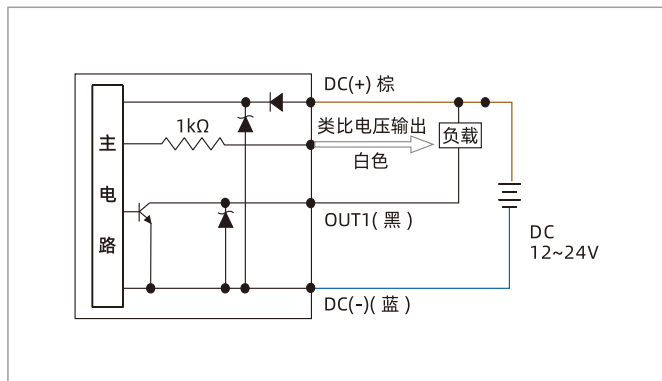 DC(+) 棕
1kΩ
类比电压输出
白色
负载
主电路
OUT1( 黑 )
DC
12~24V
DC(-)( 蓝 )